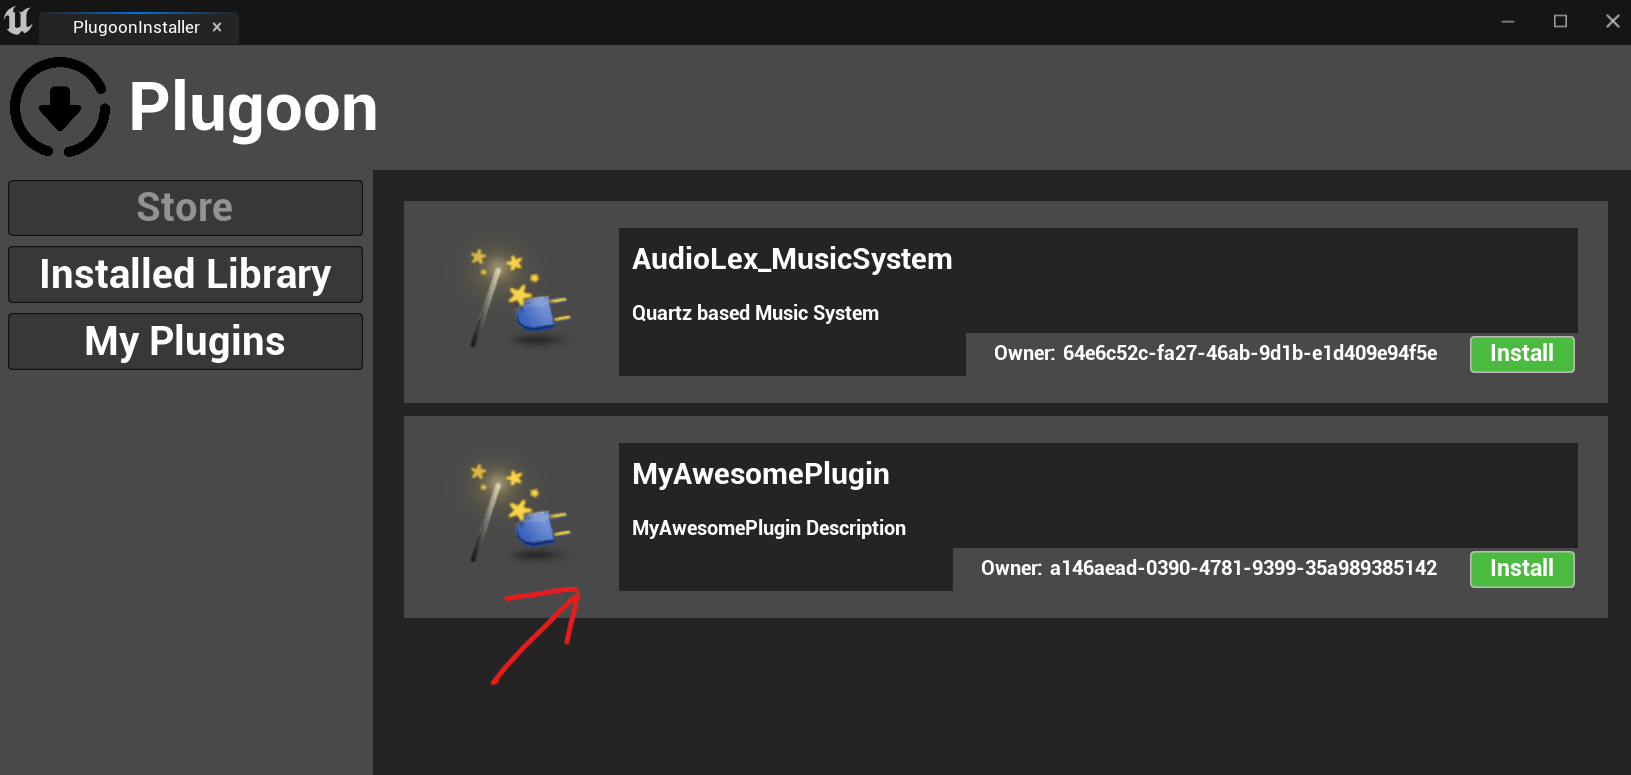 PlugoonInstaller
Plugoon
Store
Installed Library
My Plugins
AudioLex_MusicSystem
Quartz based Music System
Owner: 64e6c52c-fa27-46ab-9d1b-e1d409e94f5e
Install
MyAwesomePlugin
MyAwesomePlugin Description
Owner: a146aead-0390-4781-9399-35a989385142
Install